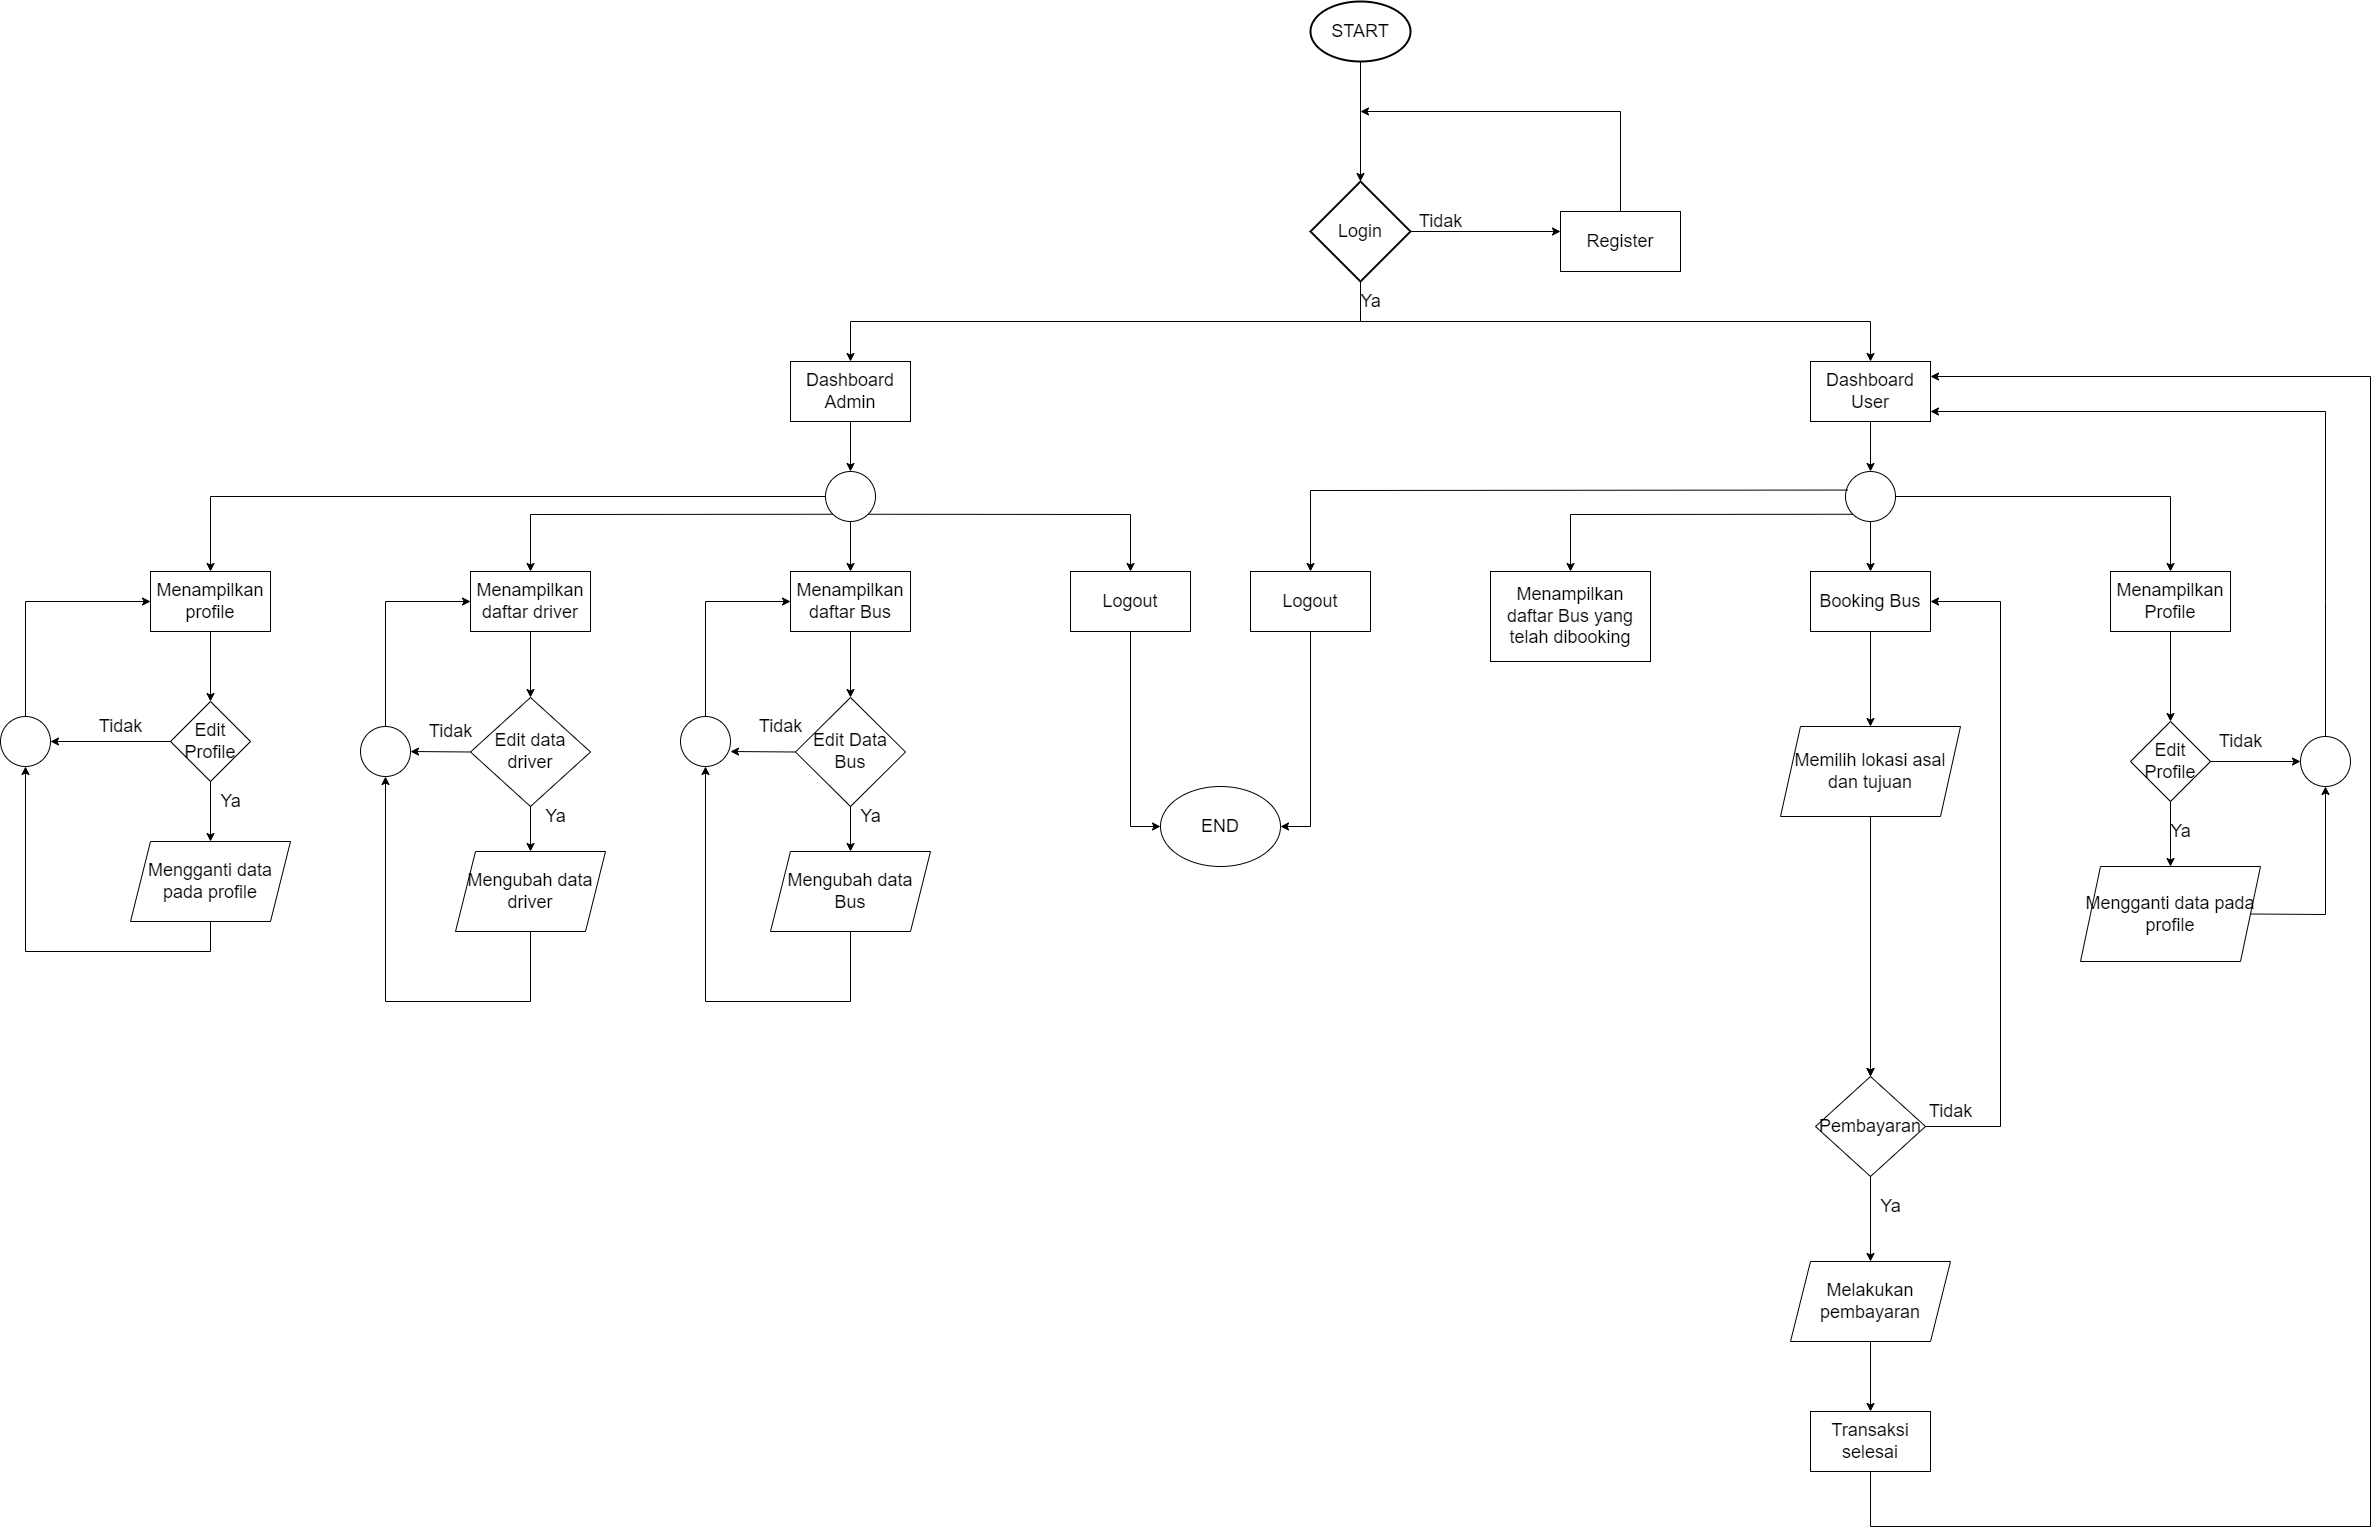 START
Login
Tidak
Register
Ya
Dashboard
Admin
Dashboard
User
Menampilkan
profile
Menampilkan
daftar driver
Menampilkan
daftar Bus
Logout
Logout
Menampilkan
daftar Bus yang
telah dibooking
Booking Bus
Menampilkan
Profile
Tidak
Edit
Profile
Ya
Mengganti data
pada profile
Tidak
Edit data
driver
Ya
Mengubah data
driver
Tidak
Edit Data
Bus
Ya
Mengubah data
Bus
END
Memilih lokasi asal
dan tujuan
Edit
Profile
Tidak
Ya
Mengganti data pada
profile
Pembayaran
Tidak
Ya
Melakukan
pembayaran
Transaksi
selesai